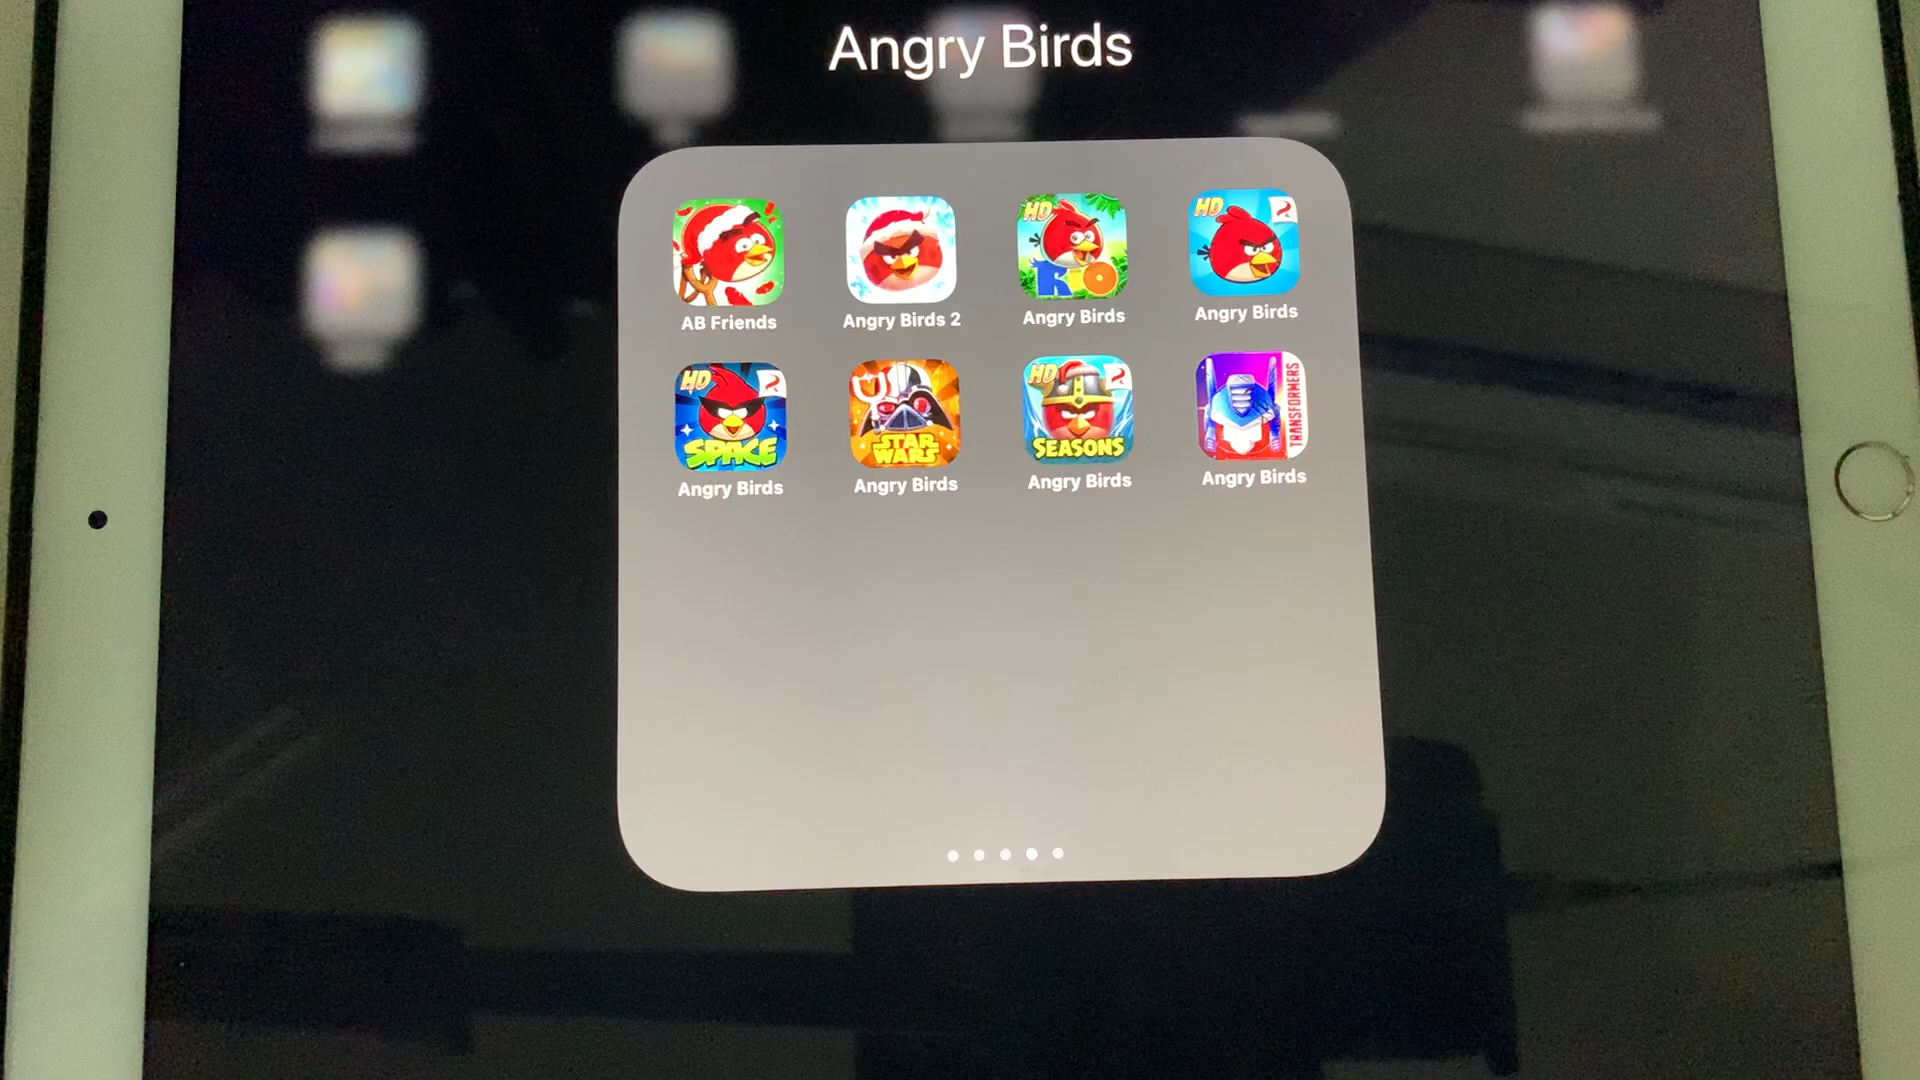 Angry Birds
HD
RIO
HD
AB Friends
Angry Birds 2
Angry Birds
Angry Birds
HD
SPACE
STAR
WARS
HD
SEASONS
TRANSFORMERS
Angry Birds
Angry Birds
Angry Birds
Angry Birds